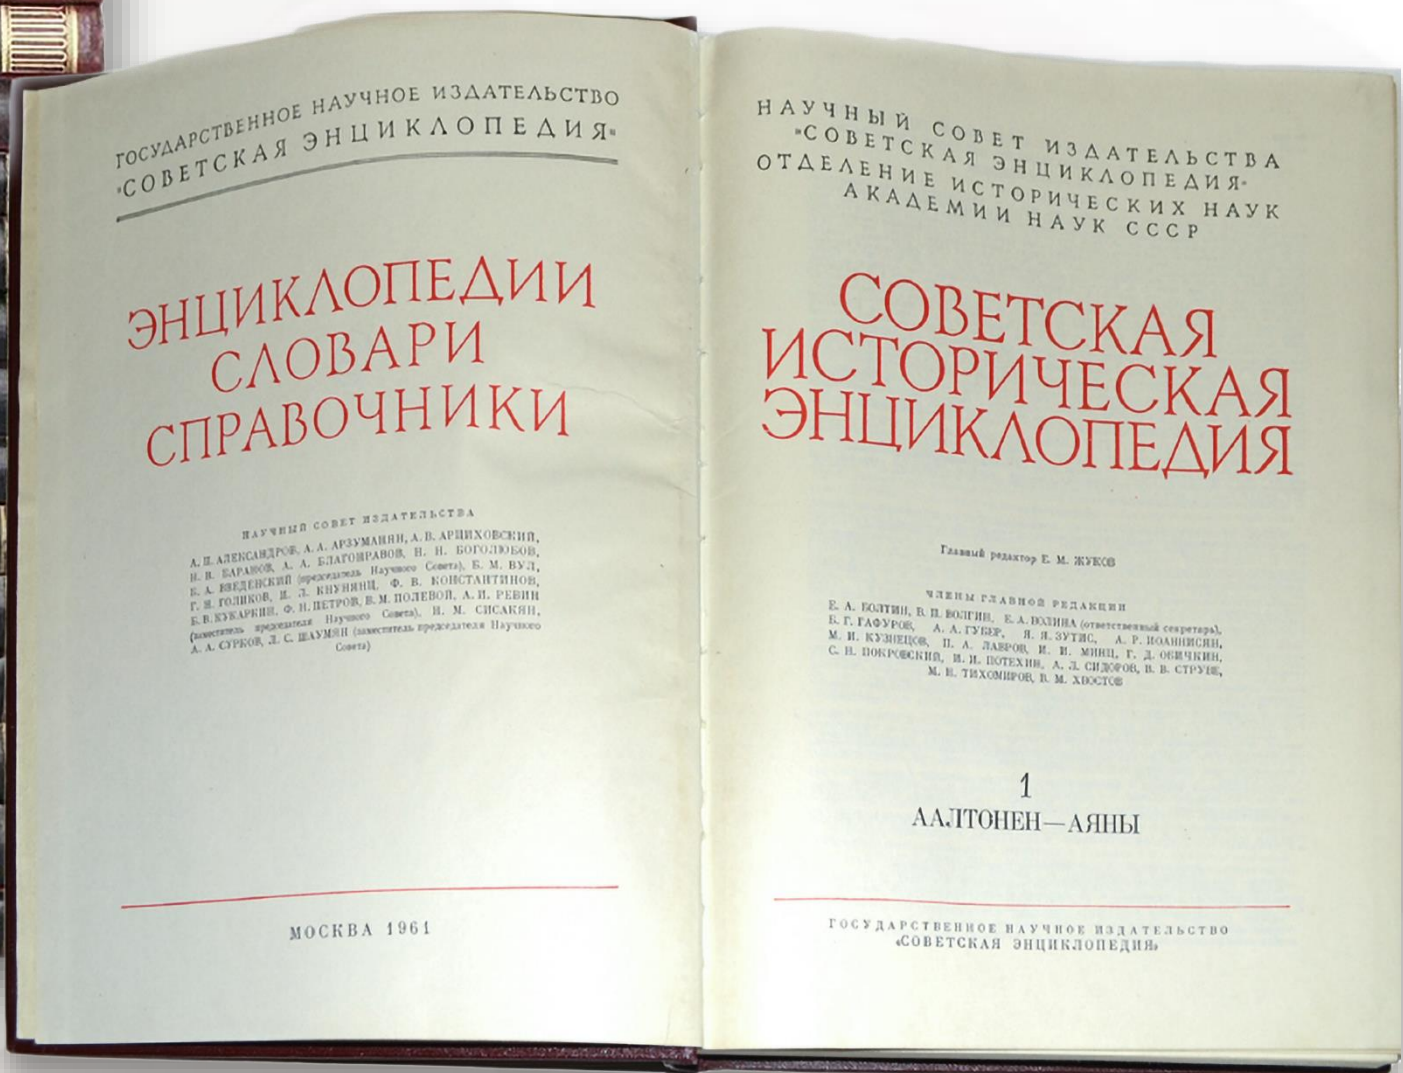 ГОСУДАРСТВЕННОЕ НАУЧНОЕ ИЗДАТЕЛЬСТВО
"СОВЕТСКАЯ ЭНЦИКЛОПЕДИЯ"
ЭНЦИКЛОПЕДИИ
СЛОВАРИ
СПРАВОЧНИКИ
НАУЧНЫЙ СОВЕТ ИЗДАТЕЛЬСТВА
А. П. АЛЕКСАНДРОВ, А. А. АРЗУМАНЯН, А. В. АРЦИХОВСКИЙ,
Н. В. БАРАНОВ, А. А. БЛАГОНРАВОВ, Н. Н. БОГОЛЮБОВ,
Б. А. ВВЕДЕНСКИЙ (председатель Научного Совета), Б. М. ВУЛ,
Г. Н. ГОЛИКОВ, И. Л. КНУНЯНЦ, Ф. В. КОНСТАНТИНОВ,
Б. В. КУКАРКИН, Ф. Н. ПЕТРОВ, В. М. ПОЛЕВОЙ, А. И. РЕВИН
(заместитель председателя Научного Совета), Н. М. СИСАКЯН,
А. А. СУРКОВ, Л. С. ШАУМЯН (заместитель председателя Научного
Совета)
МОСКВА 1961
НАУЧНЫЙ СОВЕТ ИЗДАТЕЛЬСТВА
"СОВЕТСКАЯ ЭНЦИКЛОПЕДИЯ"
ОТДЕЛЕНИЕ ИСТОРИЧЕСКИХ НАУК
АКАДЕМИИ НАУК СССР
СОВЕТСКАЯ
ИСТОРИЧЕСКАЯ
ЭНЦИКЛОПЕДИЯ
Главный редактор Е. М. ЖУКОВ
ЧЛЕНЫ ГЛАВНОЙ РЕДАКЦИИ
Е. А. БОЛТИН, В. П. ВОЛГИН, Е. А. ВОЛИНА (ответственный секретарь),
Б. Г. ГАФУРОВ, А. А. ГУБЕР, Я. Я. ЗУТИС, А. Р. ИОАННИСЯН,
М. И. КУЗНЕЦОВ, П. А. ЛАВРОВ, И. И. МИНЦ, Г. Д. ОБИЧКИН,
С. Н. ПОКРОВСКИЙ, И. И. ПОТЕХИН, А. Л. СИДОРОВ, В. В. СТРУВЕ,
М. Н. ТИХОМИРОВ, В. М. ХВОСТОВ
1
ААЛТОНЕН—АЯНЫ
ГОСУДАРСТВЕННОЕ НАУЧНОЕ ИЗДАТЕЛЬСТВО
«СОВЕТСКАЯ ЭНЦИКЛОПЕДИЯ»